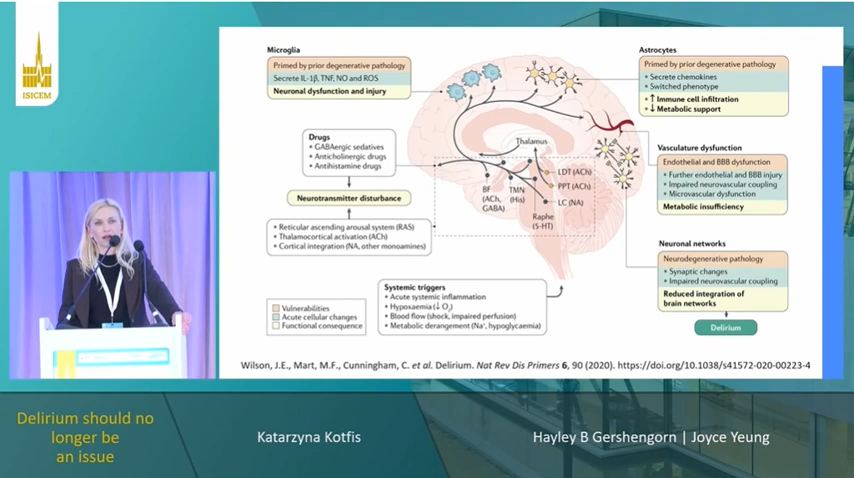 ISICEM
Microglia
Primed by prior degenerative pathology
Secrete IL-1β, TNF, NO and ROS
Neuronal dysfunction and injury
Astrocytes
Primed by prior degenerative pathology
• Secrete chemokines
• Switched phenotype
• ↑ Immune cell infiltration
• ↓ Metabolic support
Drugs
• GABAergic sedatives
• Anticholinergic drugs
• Antihistamine drugs
Neurotransmitter disturbance
• Reticular ascending arousal system (RAS)
• Thalamocortical activation (ACh)
• Cortical integration (NA, other monoamines)
Thalamus
LDT (ACh)
PPT (ACh)
LC (NA)
BF
(ACh,
GABA)
TMN
(His)
Raphe
(5-HT)
Vasculature dysfunction
Endothelial and BBB dysfunction
• Further endothelial and BBB injury
• Impaired neurovascular coupling
• Microvascular dysfunction
Metabolic insufficiency
Neuronal networks
Neurodegenerative pathology
• Synaptic changes
• Impaired neurovascular coupling
Reduced integration of
brain networks
Delirium
Systemic triggers
• Acute systemic inflammation
• Hypoxaemia (↓ O₂)
• Blood flow (shock, impaired perfusion)
• Metabolic derangement (Na⁺, hypoglycaemia)
Vulnerabilities
Acute cellular changes
Functional consequence
Wilson, J.E., Mart, M.F., Cunningham, C. et al. Delirium. Nat Rev Dis Primers 6, 90 (2020). https://doi.org/10.1038/s41572-020-00223-4
Delirium should no
longer be
an issue
Katarzyna Kotfis
Hayley B Gershengorn | Joyce Yeung